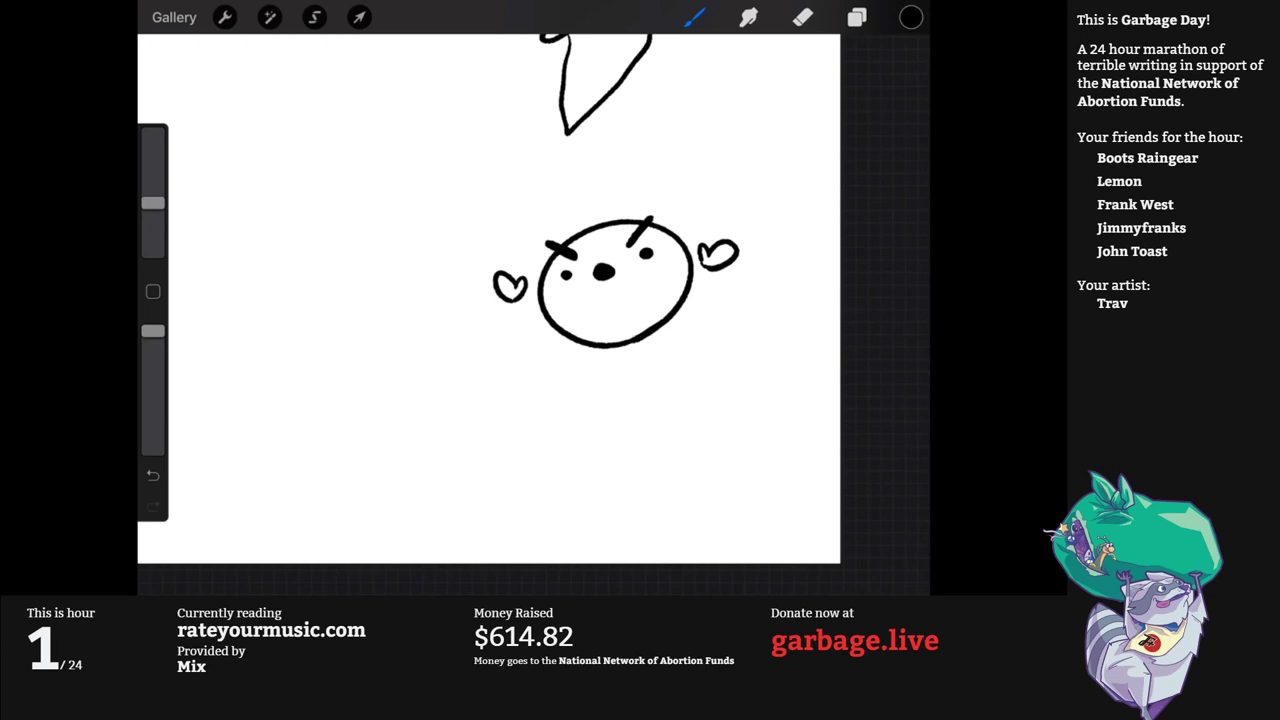 Gallery
This is Garbage Day!
A 24 hour marathon of
terrible writing in support of
the National Network of
Abortion Funds.
Your friends for the hour:
Boots Raingear
Lemon
Frank West
Jimmyfranks
John Toast
Your artist:
Trav
This is hour
1 / 24
Currently reading
rateyourmusic.com
Provided by
Mix
Money Raised
$614.82
Money goes to the National Network of Abortion Funds
Donate now at
garbage.live